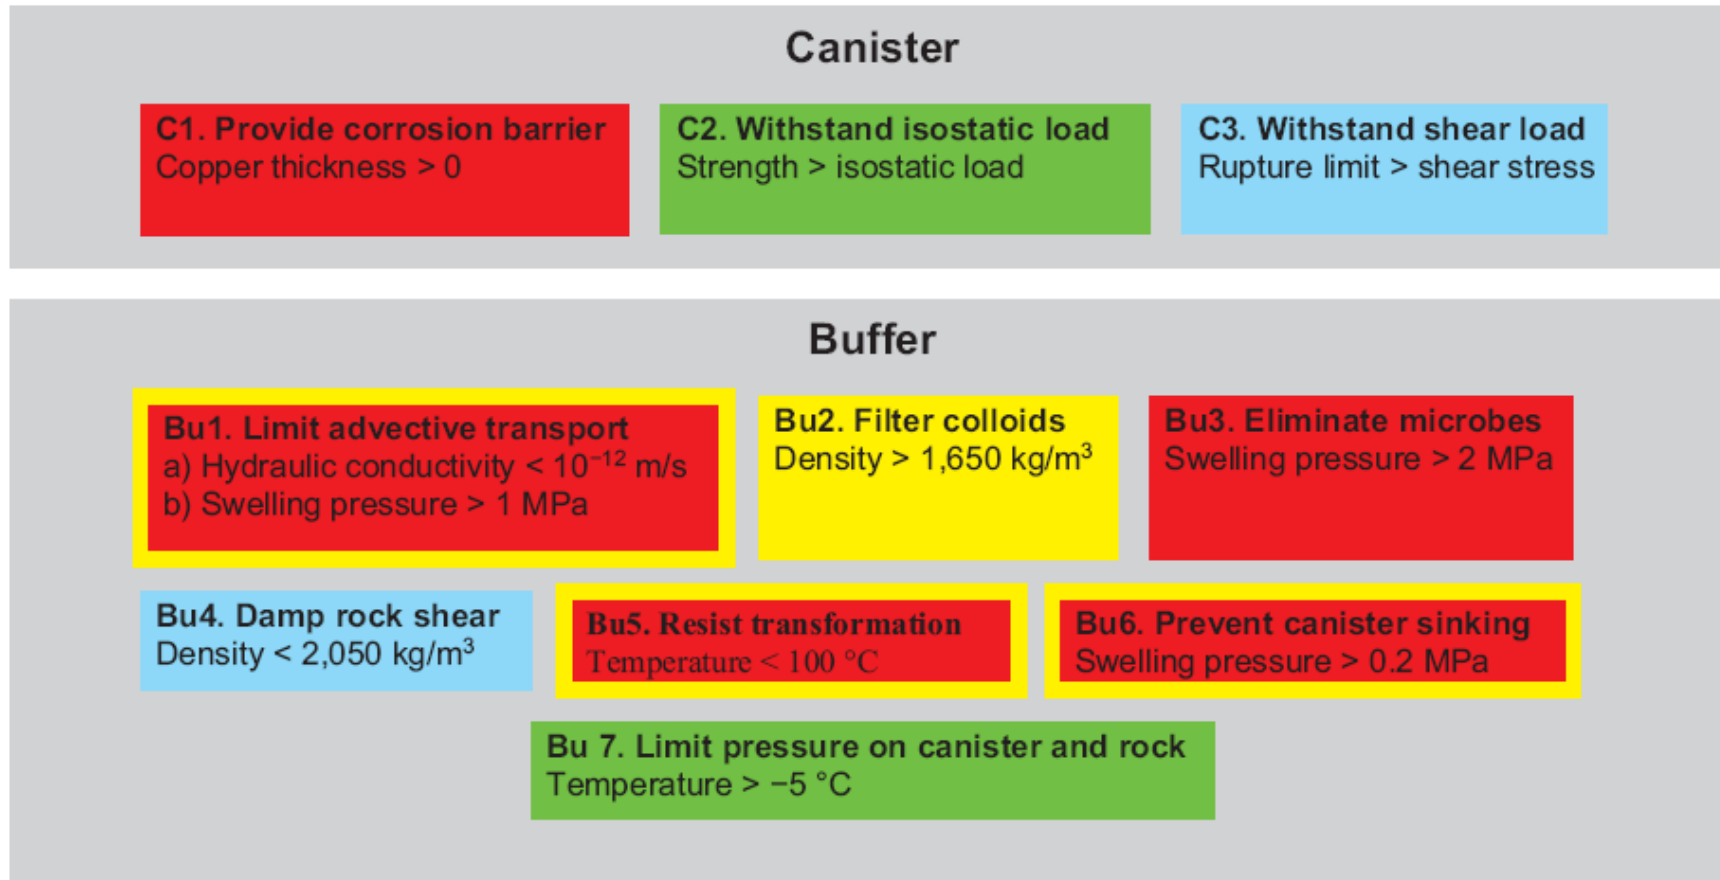 Canister
C1. Provide corrosion barrier
Copper thickness > 0
C2. Withstand isostatic load
Strength > isostatic load
C3. Withstand shear load
Rupture limit > shear stress
Buffer
Bu1. Limit advective transport
a) Hydraulic conductivity < 10⁻¹² m/s
b) Swelling pressure > 1 MPa
Bu2. Filter colloids
Density > 1,650 kg/m³
Bu3. Eliminate microbes
Swelling pressure > 2 MPa
Bu4. Damp rock shear
Density < 2,050 kg/m³
Bu5. Resist transformation
Temperature < 100 °C
Bu6. Prevent canister sinking
Swelling pressure > 0.2 MPa
Bu 7. Limit pressure on canister and rock
Temperature > −5 °C